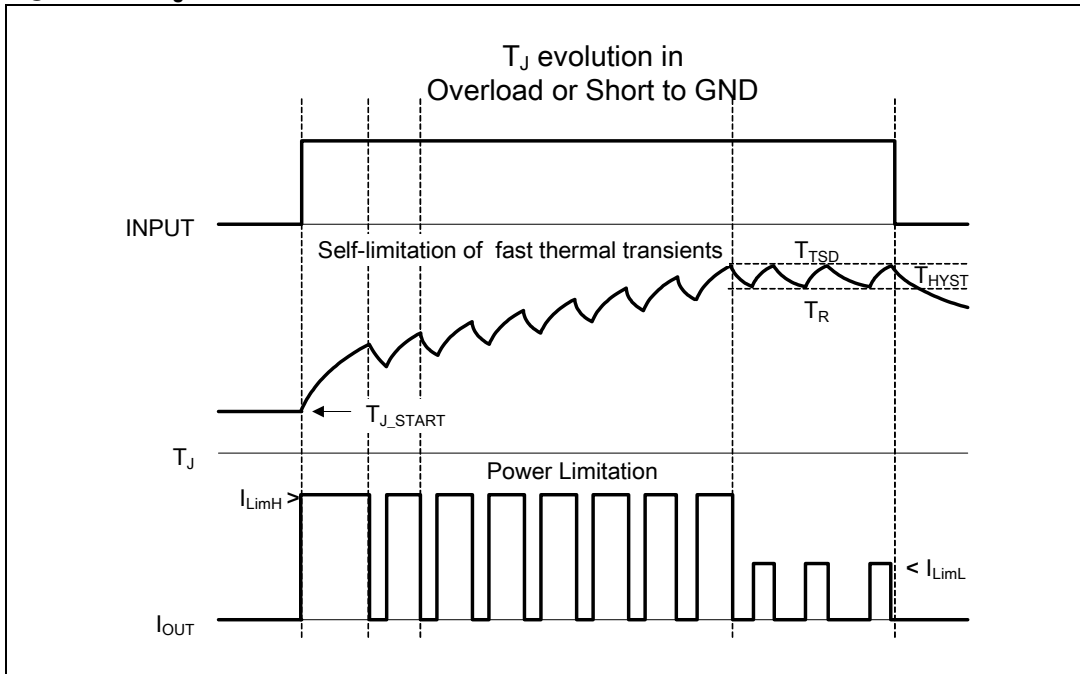 T_J evolution in
Overload or Short to GND
INPUT
Self-limitation of fast thermal transients
T_TSD
T_HYST
T_R
T_J_START
T_J
Power Limitation
I_LimH >
< I_LimL
I_OUT